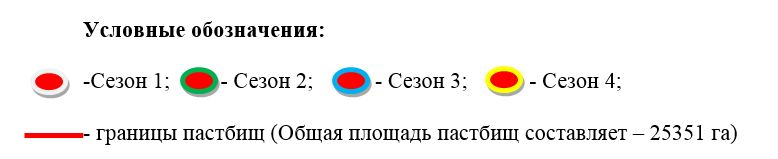 Условные обозначения:
-Сезон 1; - Сезон 2; - Сезон 3; - Сезон 4;
- границы пастбищ (Общая площадь пастбищ составляет – 25351 га)